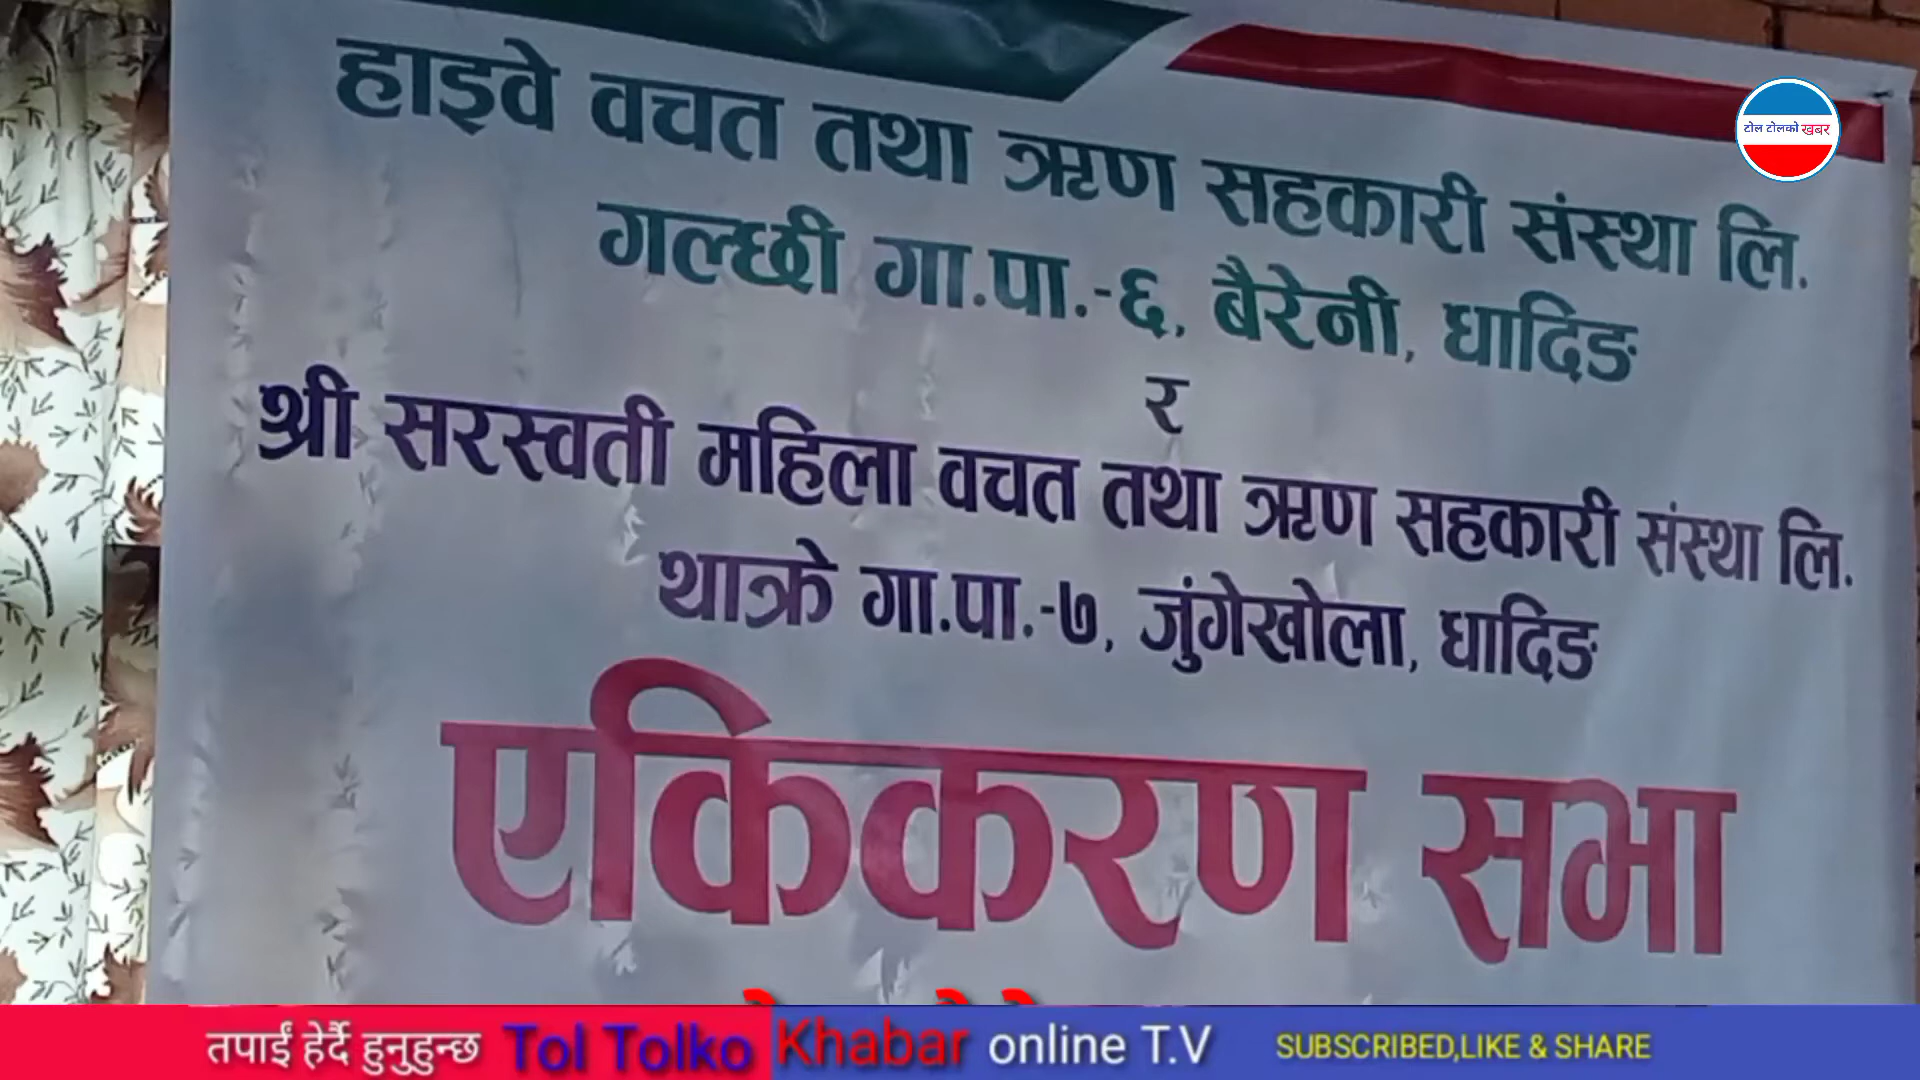 हाइवे वचत तथा ऋण सहकारी संस्था लि.
गल्छी गा.पा.-६, बैरेनी, धादिङ
र
श्री सरस्वती महिला वचत तथा ऋण सहकारी संस्था लि.
थाक्रे गा.पा.-७, जुंगेखोला, धादिङ
एकिकरण सभा
टोल टोलको खबर
तपाईं हेर्दै हुनुहुन्छ Tol Tolko Khabar online T.V SUBSCRIBED,LIKE & SHARE